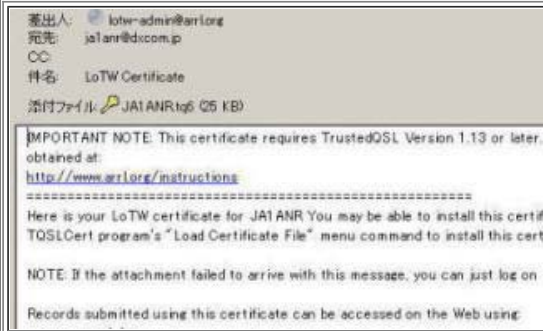 差出人: lotw-admin@arrl.org
宛先: ja1anr@dxcom.jp
CC:
件名: LoTW Certificate
添付ファイル: JA1ANR.tq6 (25 KB)
IMPORTANT NOTE: This certificate requires TrustedQSL Version 1.13 or later.
obtained at:
http://www.arrl.org/instructions
======================================================
Here is your LoTW certificate for JA1ANR You may be able to install this certif
TQSLCert program's "Load Certificate File" menu command to install this cert
NOTE: If the attachment failed to arrive with this message, you can just log on
Records submitted using this certificate can be accessed on the Web using: